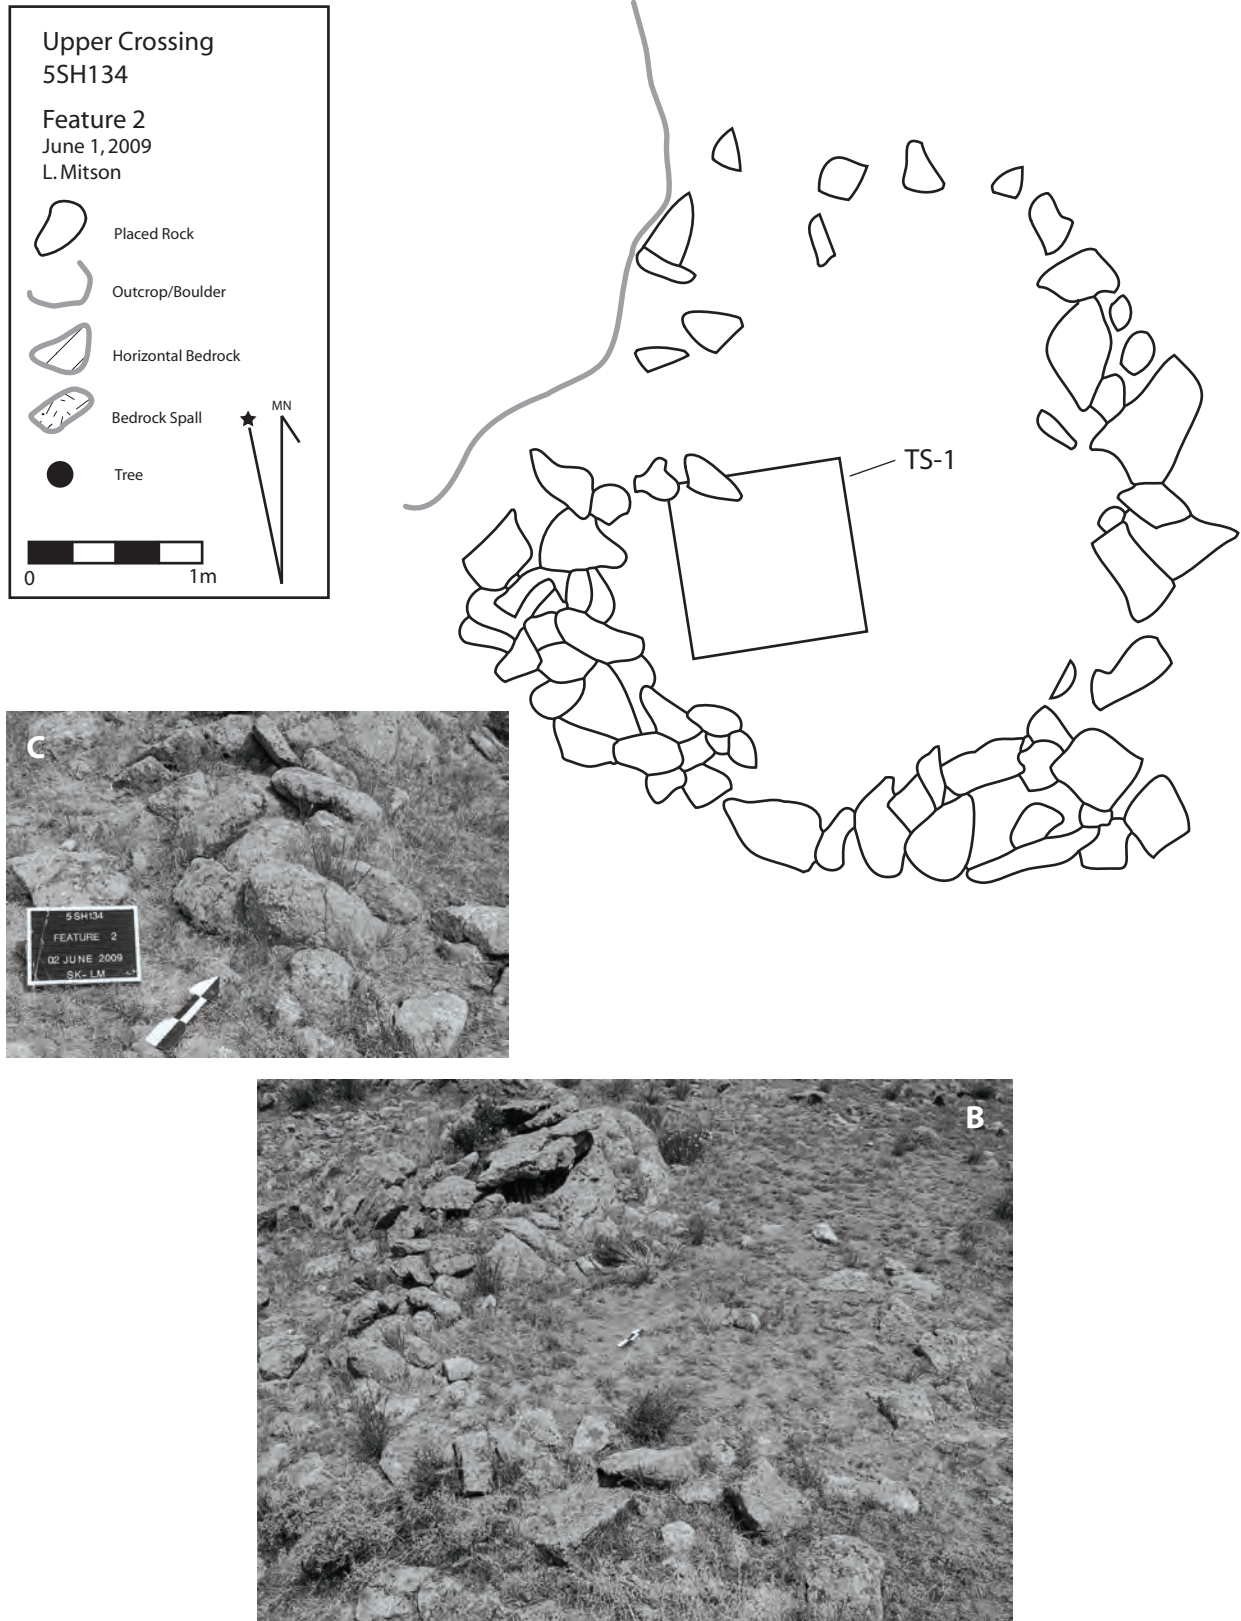 Upper Crossing
5SH134
Feature 2
June 1, 2009
L. Mitson
Placed Rock
Outcrop/Boulder
Horizontal Bedrock
Bedrock Spall
MN
Tree
0 1m
TS-1
C
5SH134
FEATURE 2
02 JUNE 2009
SK-LM
B